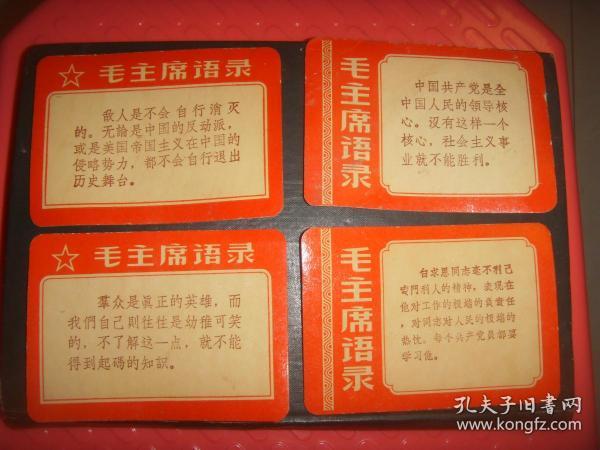 毛主席语录
敌人是不会自行消灭
的。无論是中国的反动派，
或是美国帝国主义在中国的
侵略势力，都不会自行退出
历史舞台。
毛主席语录
中国共产党是全
中国人民的領导核
心。沒有这样一个
核心，社会主义事
业就不能胜利。
毛主席语录
羣众是眞正的英雄，而
我們自己則往往是幼稚可笑
的，不了解这一点，就不能
得到起碼的知識。
毛主席语录
白求恩同志毫不利己
专門利人的精神，表现在
他对工作的极端的负责任
，对同志对人民的极端的
热忱。每个共产党员都要
学习他。
孔夫子旧書网
www.kongfz.com